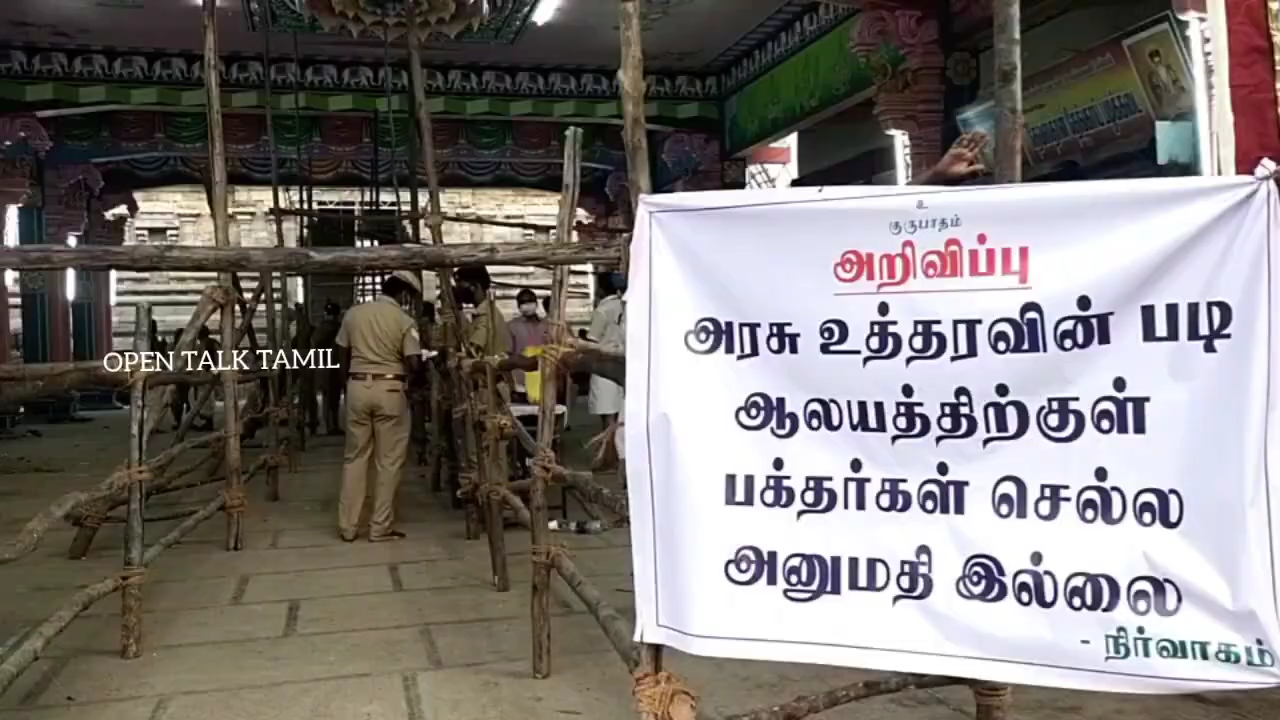 OPEN TALK TAMIL
உ
குருபாதம்
அறிவிப்பு
அரசு உத்தரவின் படி
ஆலயத்திற்குள்
பக்தர்கள் செல்ல
அனுமதி இல்லை
- நிர்வாகம்